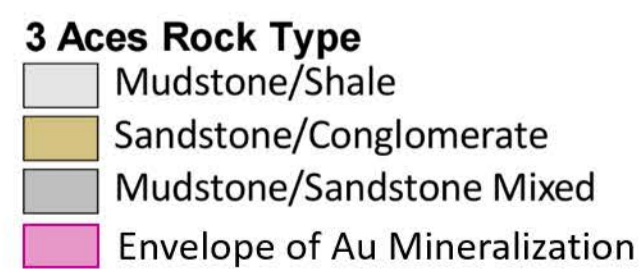 3 Aces Rock Type
Mudstone/Shale
Sandstone/Conglomerate
Mudstone/Sandstone Mixed
Envelope of Au Mineralization